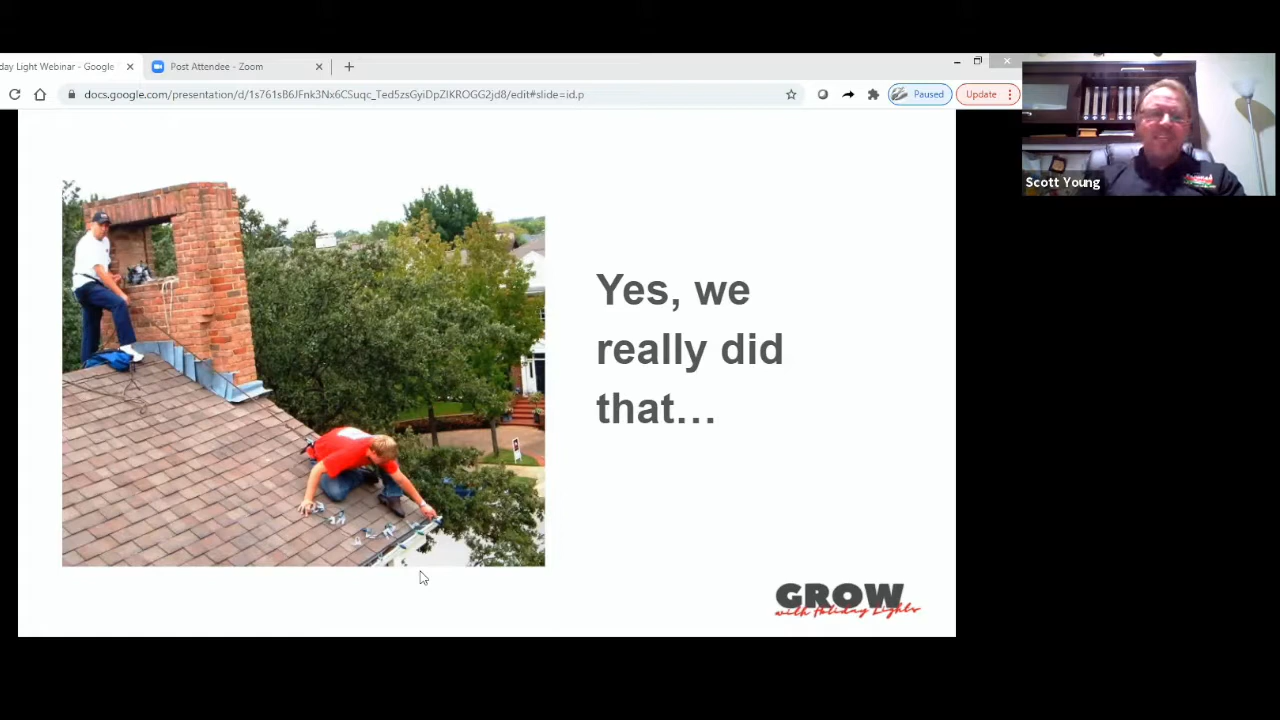 day Light Webinar - Google
Post Attendee - Zoom
docs.google.com/presentation/d/1s761sB6JFnk3Nx6CSuqc_Ted5zsGyiDpZIKROGG2jd8/edit#slide=id.p
Paused
Update
Scott Young
Yes, we
really did
that…
GROW
with Holiday Lights